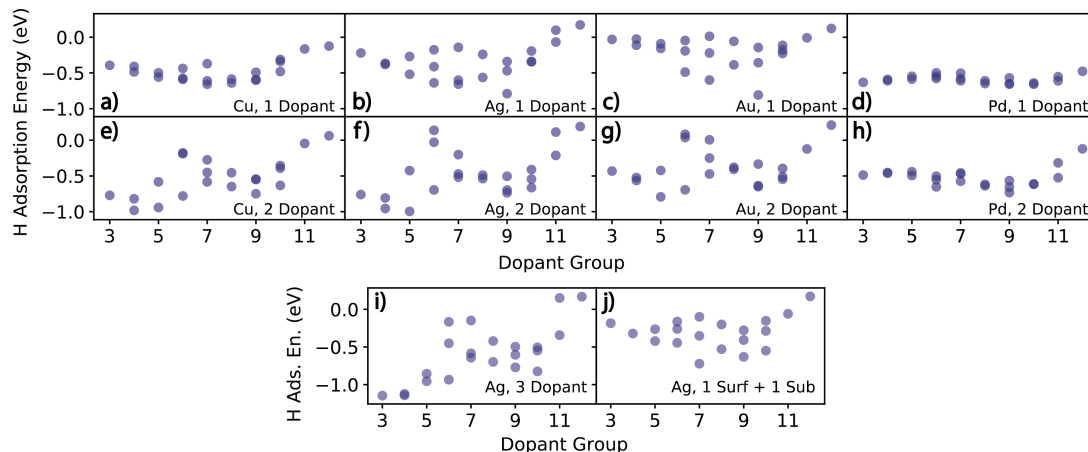 H Adsorption Energy (eV)
0.0
−0.5
−1.0
a)
Cu, 1 Dopant
b)
Ag, 1 Dopant
c)
Au, 1 Dopant
d)
Pd, 1 Dopant
0.0
−0.5
−1.0
e)
Cu, 2 Dopant
f)
Ag, 2 Dopant
g)
Au, 2 Dopant
h)
Pd, 2 Dopant
3 5 7 9 11 3 5 7 9 11 3 5 7 9 11 3 5 7 9 11
Dopant Group
H Ads. En. (eV)
0.0
−0.5
−1.0
i)
Ag, 3 Dopant
j)
Ag, 1 Surf + 1 Sub
3 5 7 9 11 3 5 7 9 11
Dopant Group